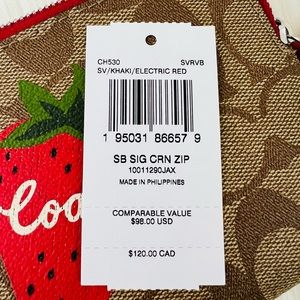 CH530 SVRVB
SV/KHAKI/ELECTRIC RED
1 95031 86657 9
SB SIG CRN ZIP
10011290JAX
MADE IN PHILIPPINES
COMPARABLE VALUE
$98.00 USD
$120.00 CAD